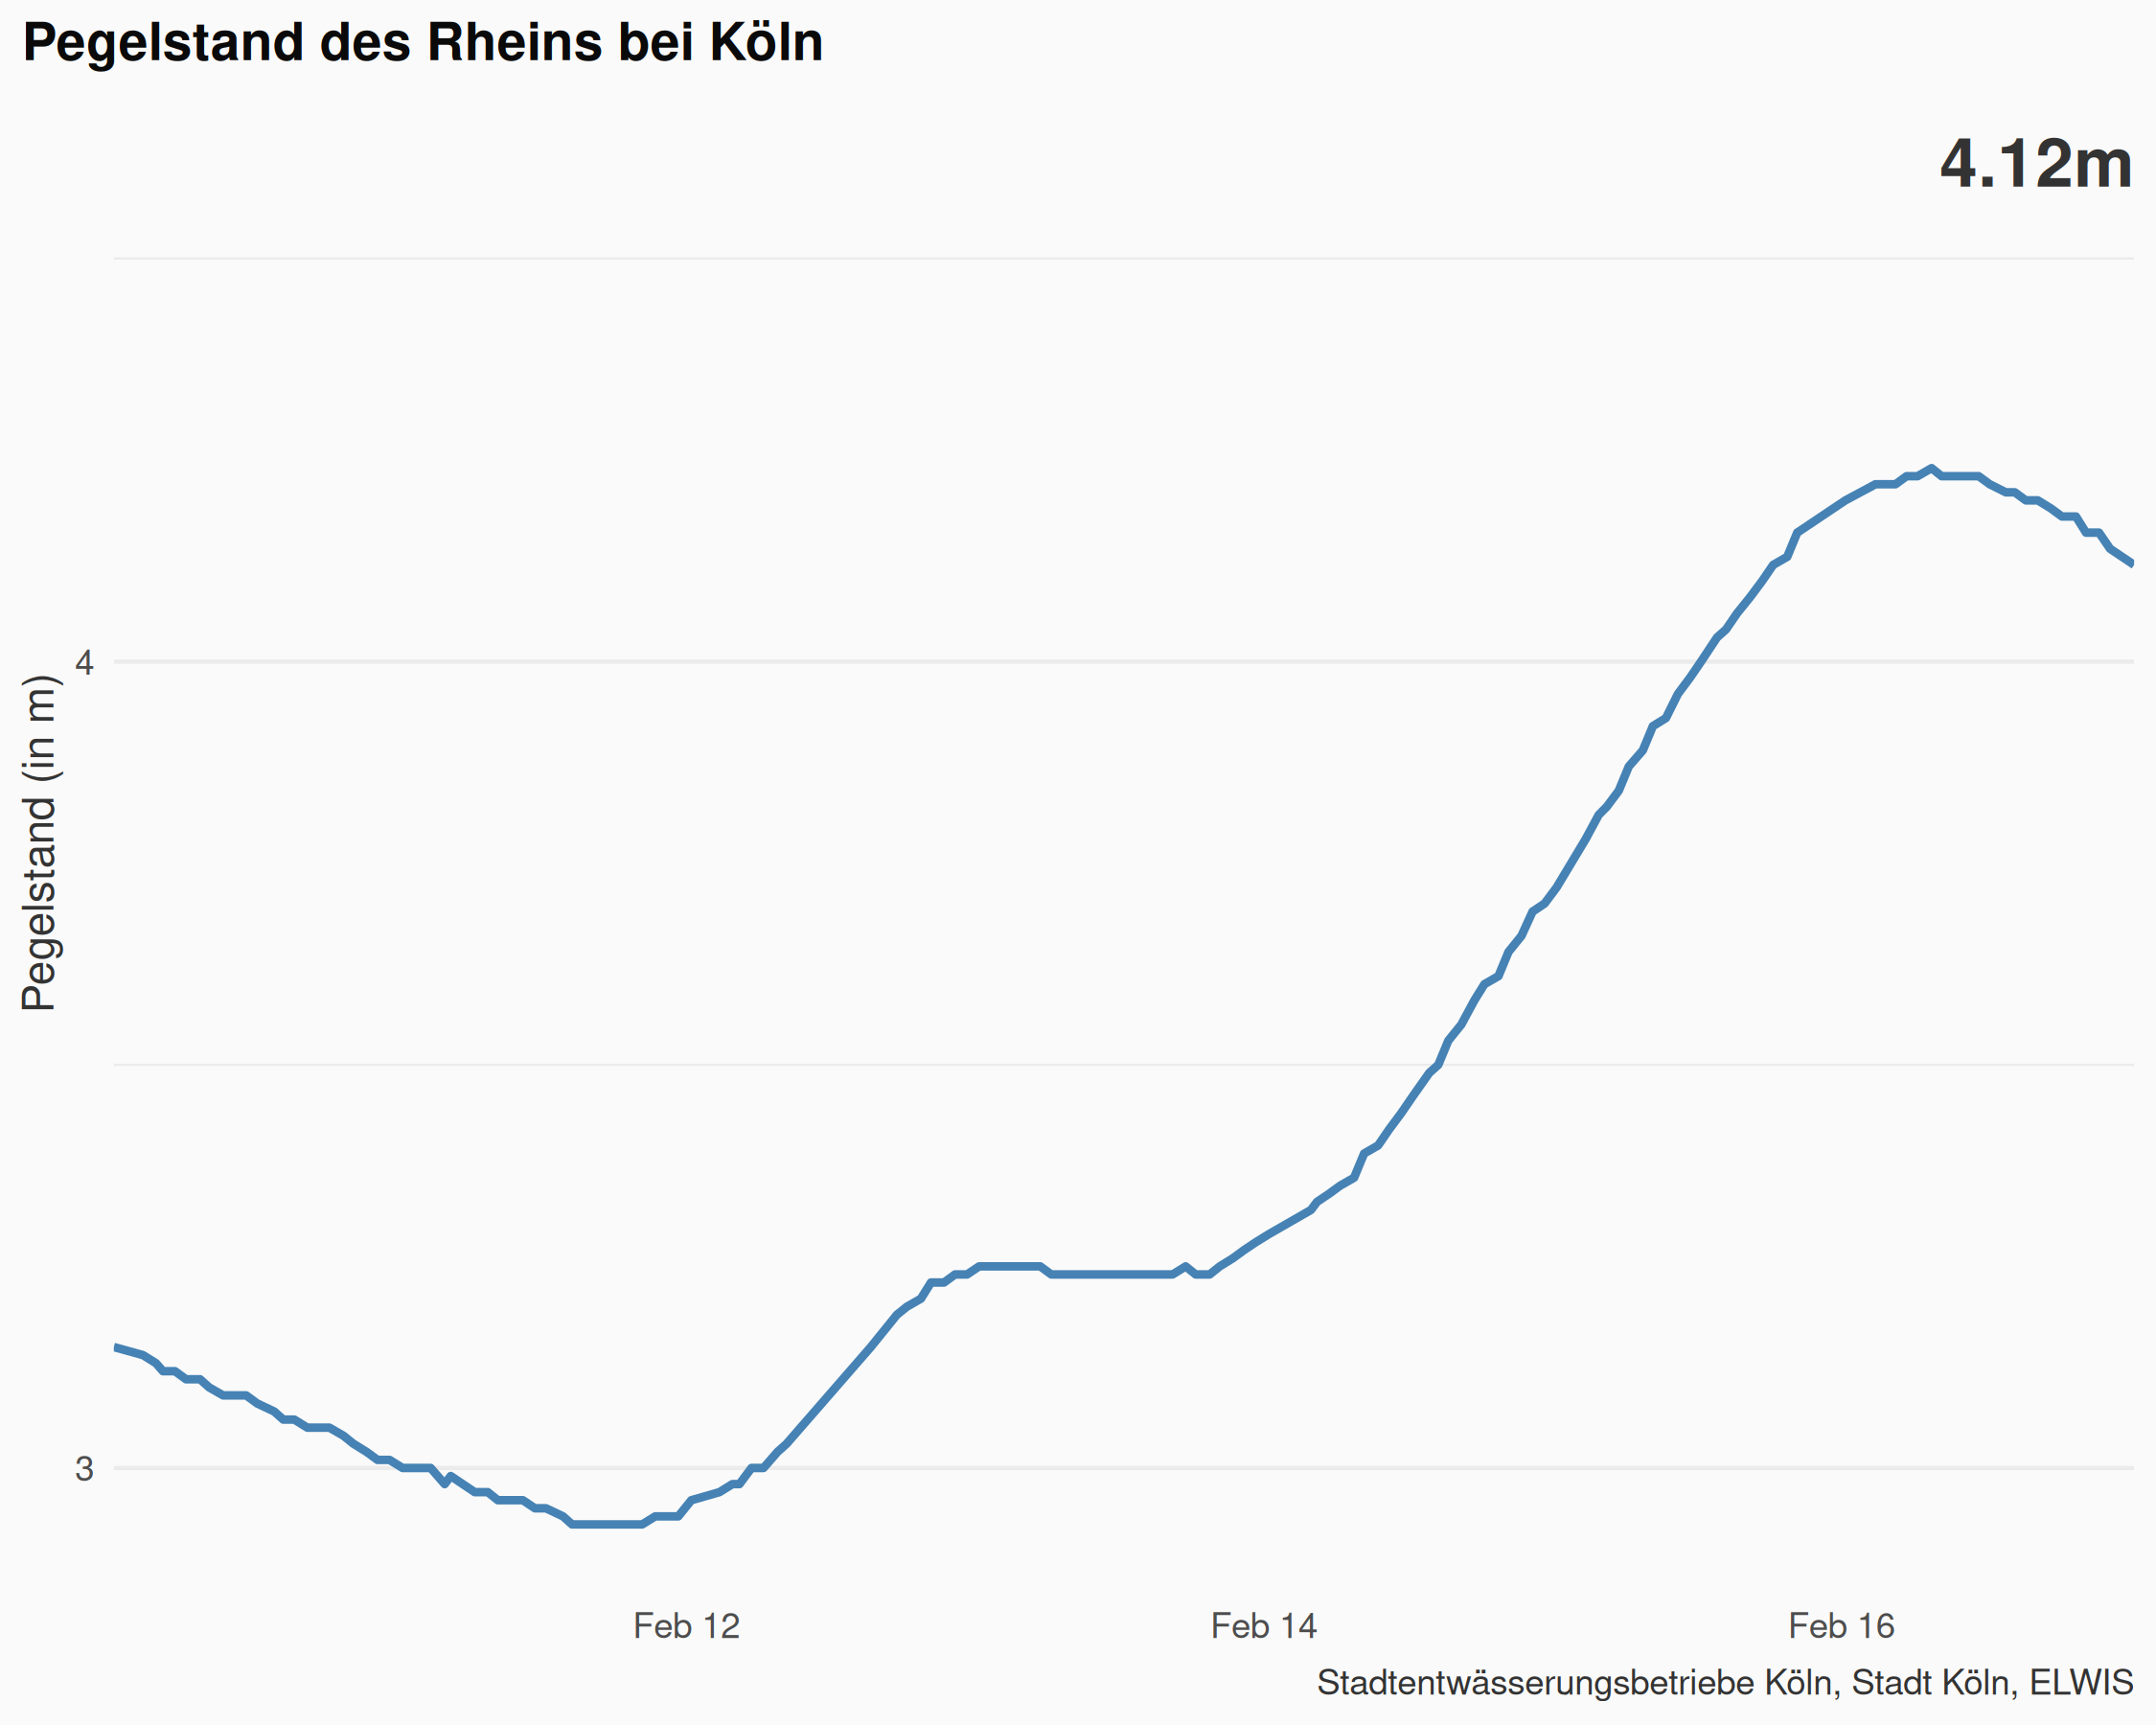 Pegelstand des Rheins bei Köln
4.12m
Pegelstand (in m)
4
3
Feb 12
Feb 14
Feb 16
Stadtentwässerungsbetriebe Köln, Stadt Köln, ELWIS